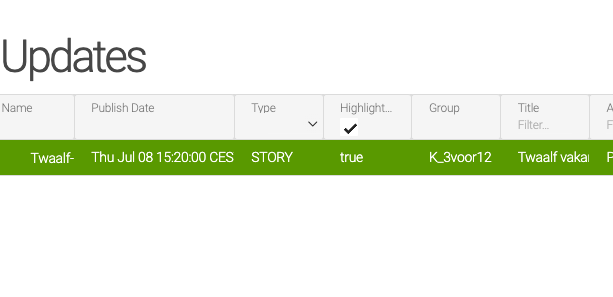 Updates
Name Publish Date Type Highlight... Group Title A
Filter... F
Twaalf- Thu Jul 08 15:20:00 CES STORY true K_3voor12 Twaalf vakan P